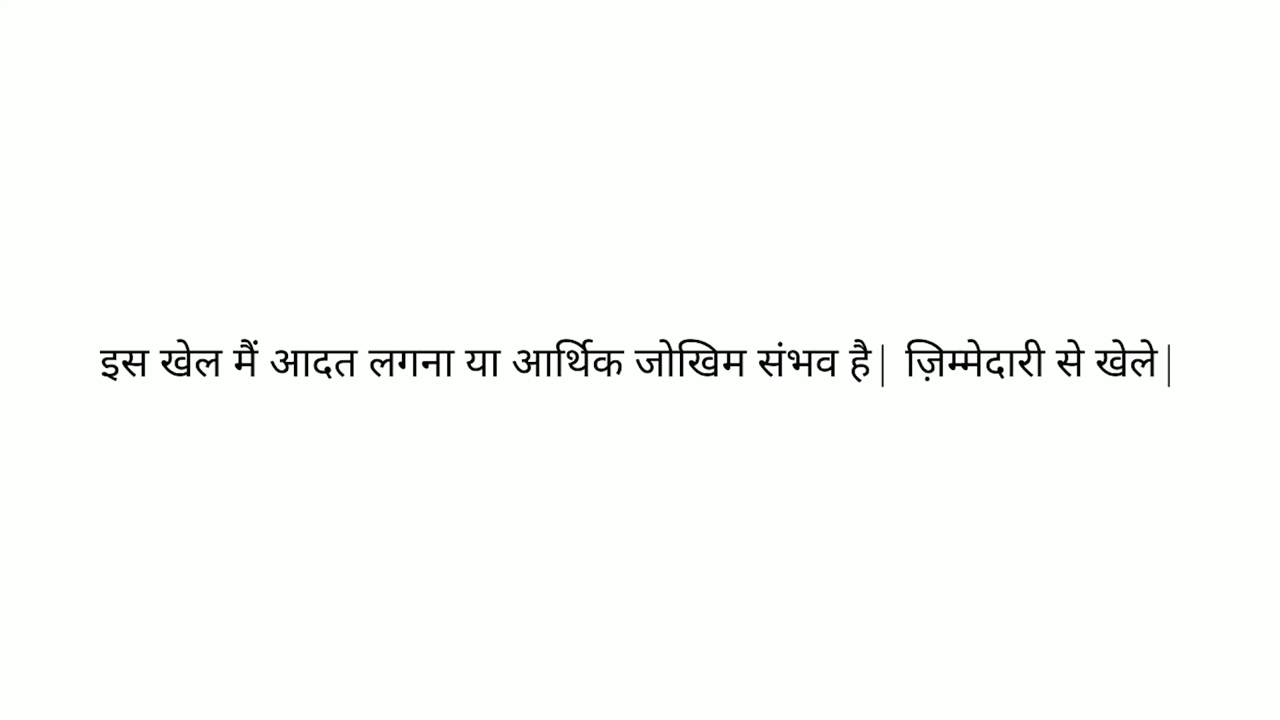 इस खेल मैं आदत लगना या आर्थिक जोखिम संभव है| ज़िम्मेदारी से खेले|